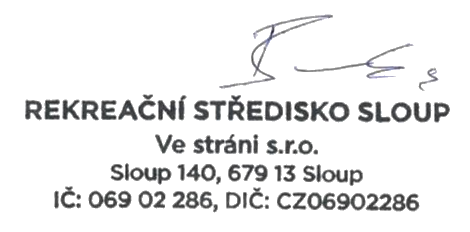 REKREAČNÍ STŘEDISKO SLOUP
Ve stráni s.r.o.
Sloup 140, 679 13 Sloup
IČ: 069 02 286, DIČ: CZ06902286